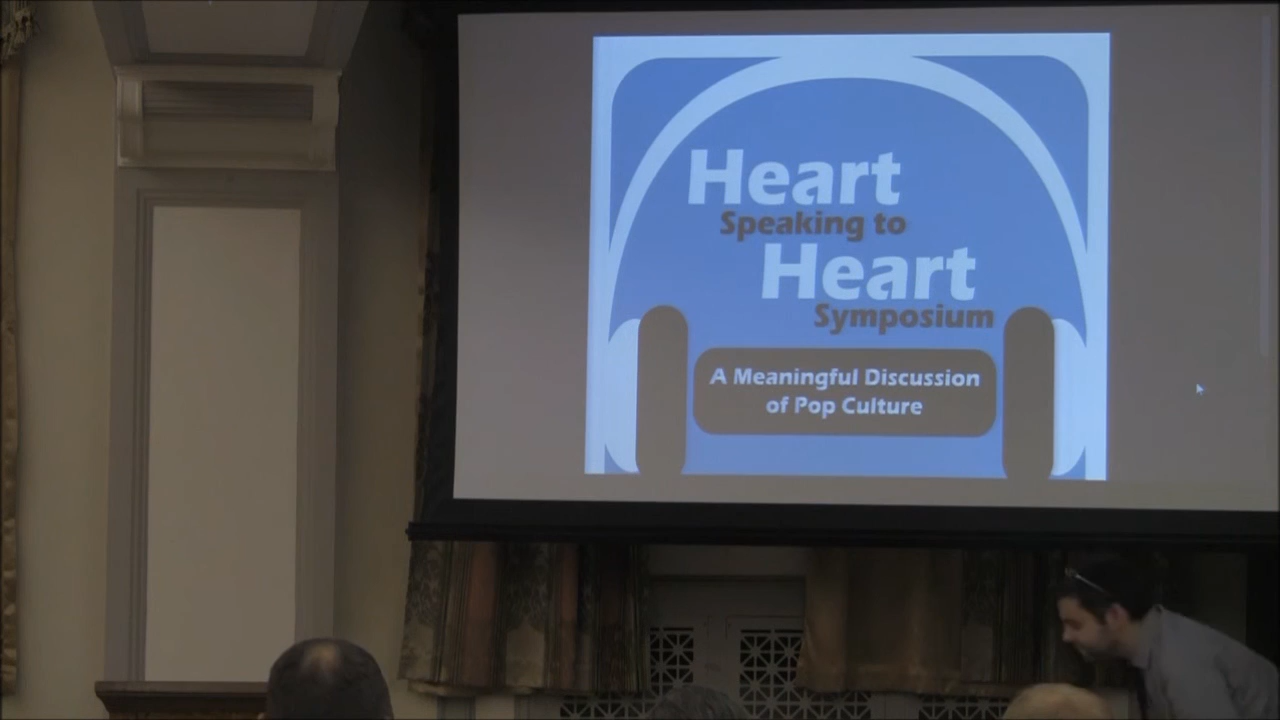 Heart
Speaking to
Heart
Symposium
A Meaningful Discussion
of Pop Culture